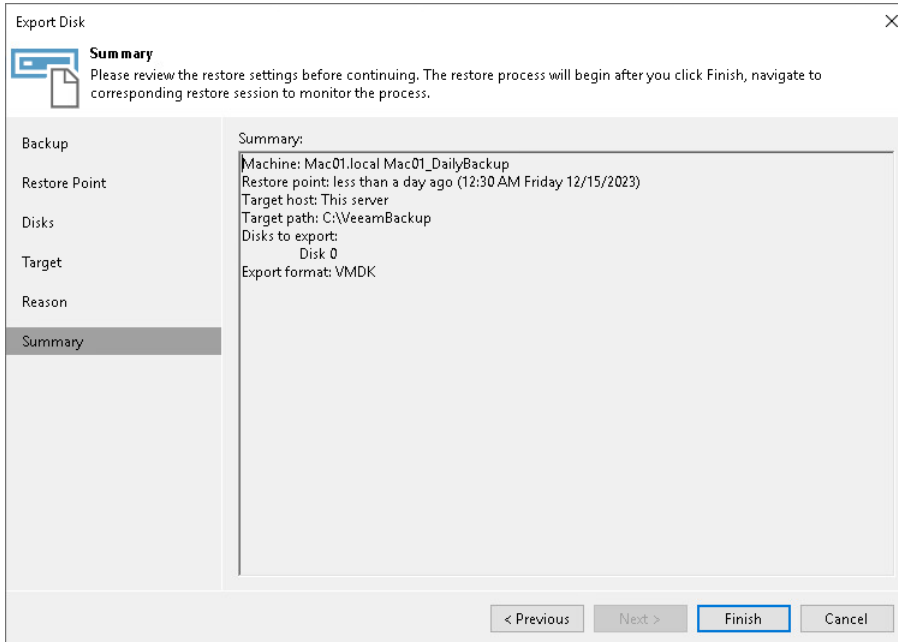 Export Disk
Summary
Please review the restore settings before continuing. The restore process will begin after you click Finish, navigate to
corresponding restore session to monitor the process.
Backup
Restore Point
Disks
Target
Reason
Summary
Summary:
Machine: Mac01.local Mac01_DailyBackup
Restore point: less than a day ago (12:30 AM Friday 12/15/2023)
Target host: This server
Target path: C:\VeeamBackup
Disks to export:
Disk 0
Export format: VMDK
< Previous
Next >
Finish
Cancel